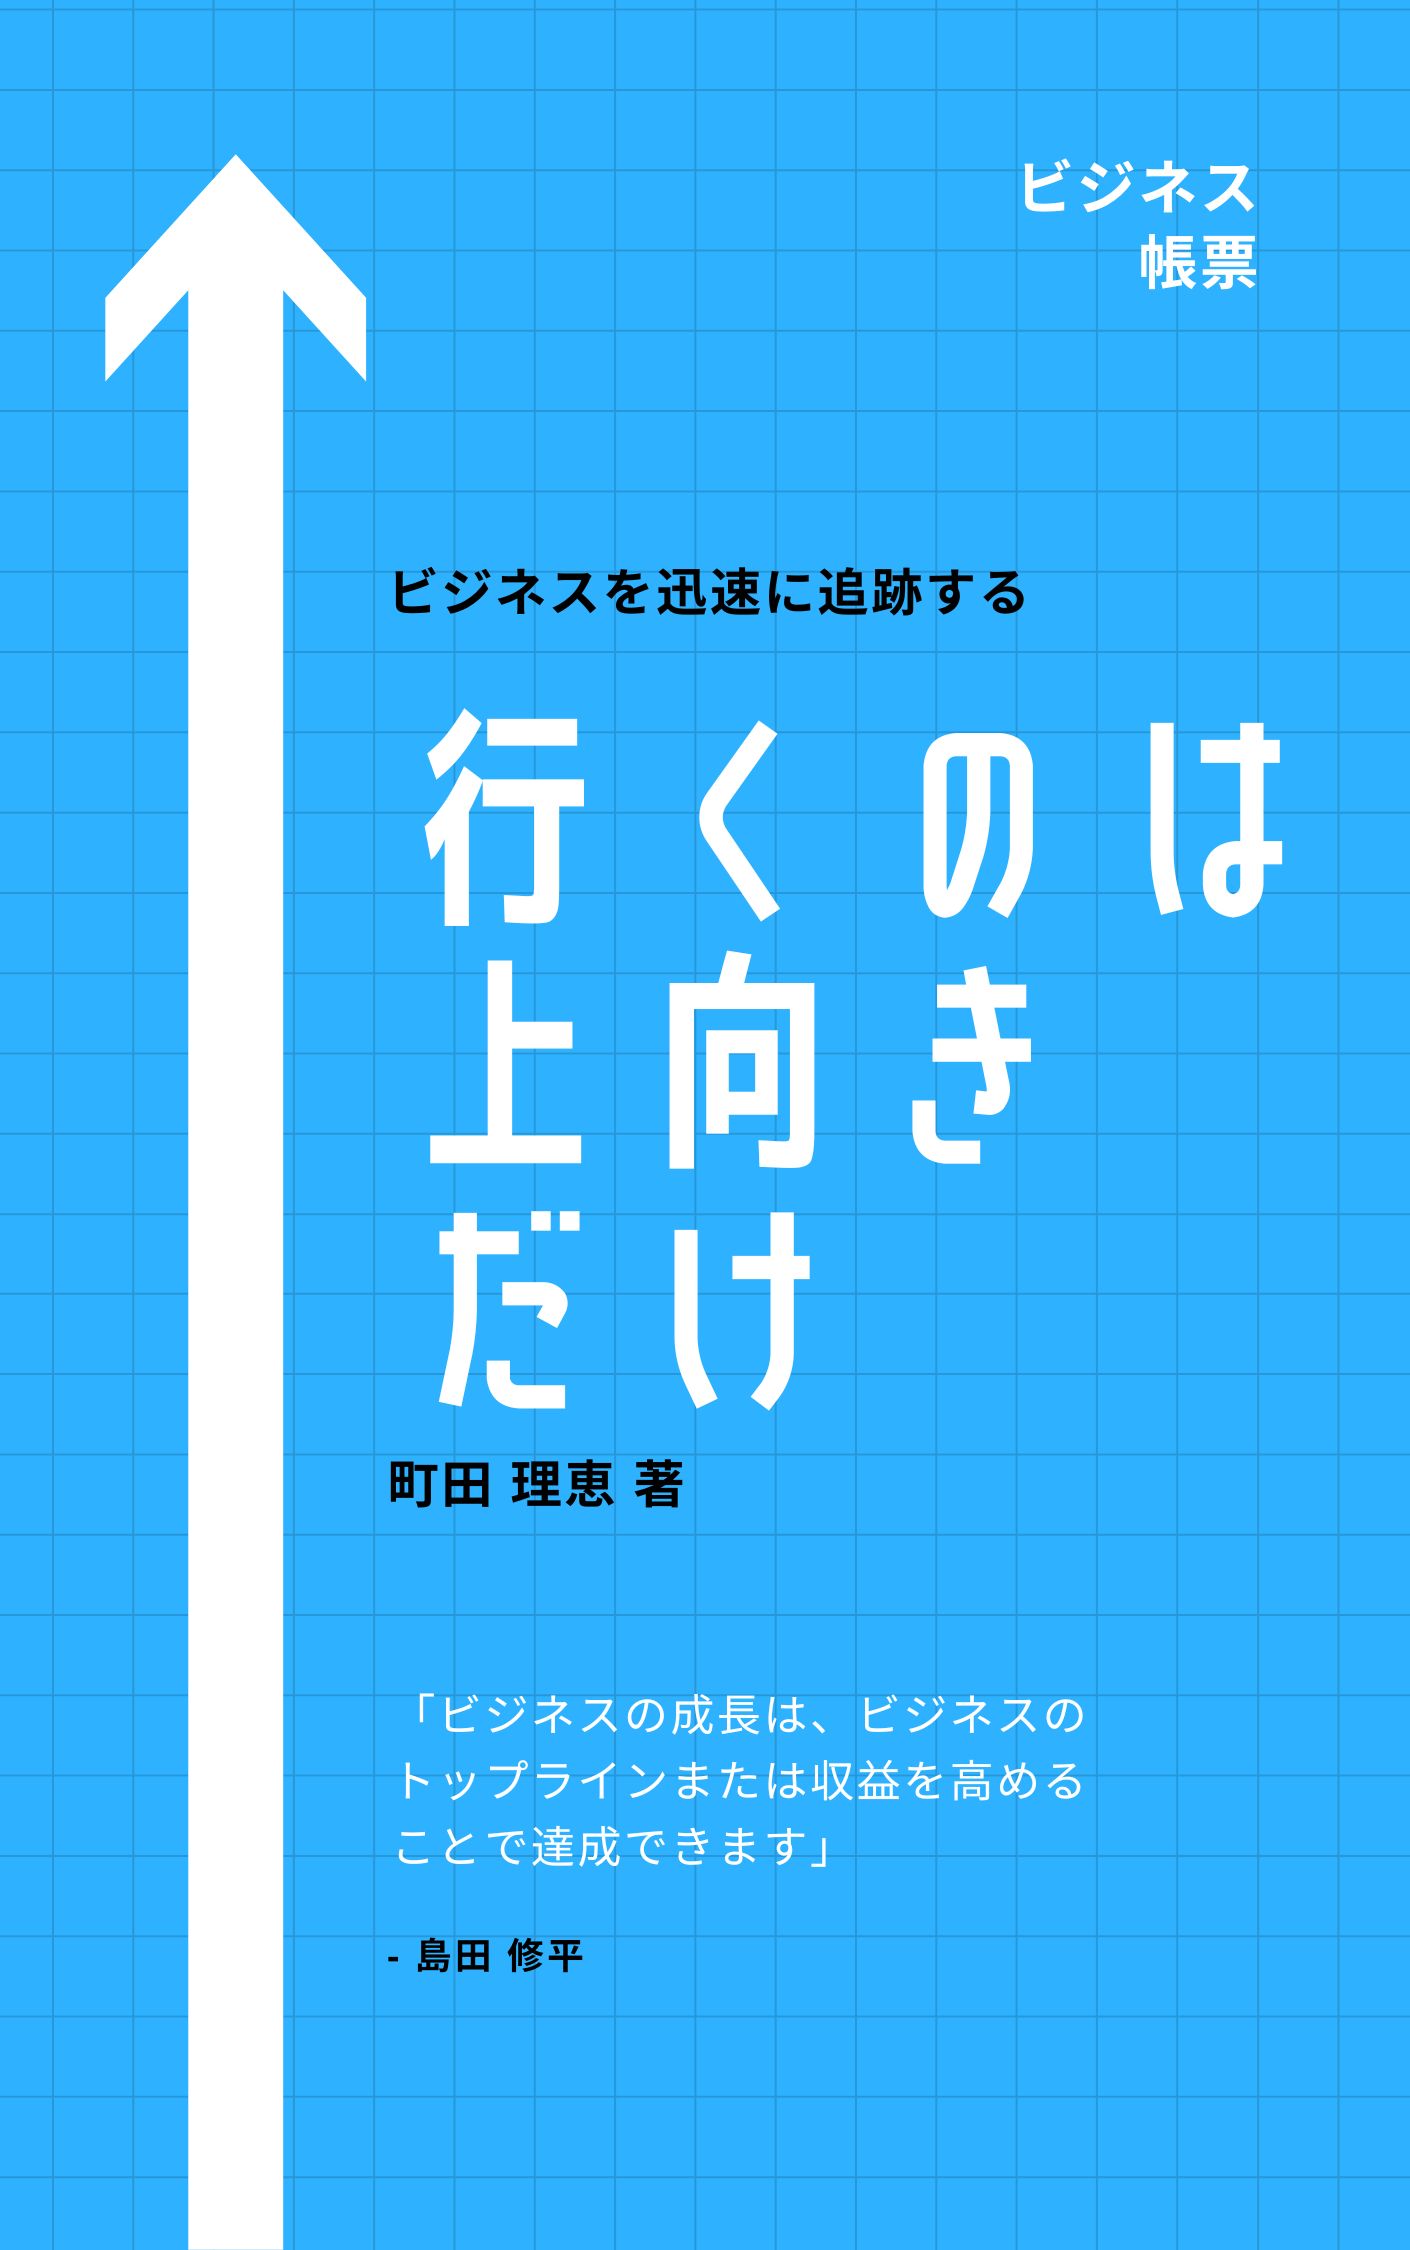 ビジネス
帳票
ビジネスを迅速に追跡する
行くのは
上向き
だけ
町田 理恵 著
「ビジネスの成長は、ビジネスの
トップラインまたは収益を高める
ことで達成できます」
- 島田 修平